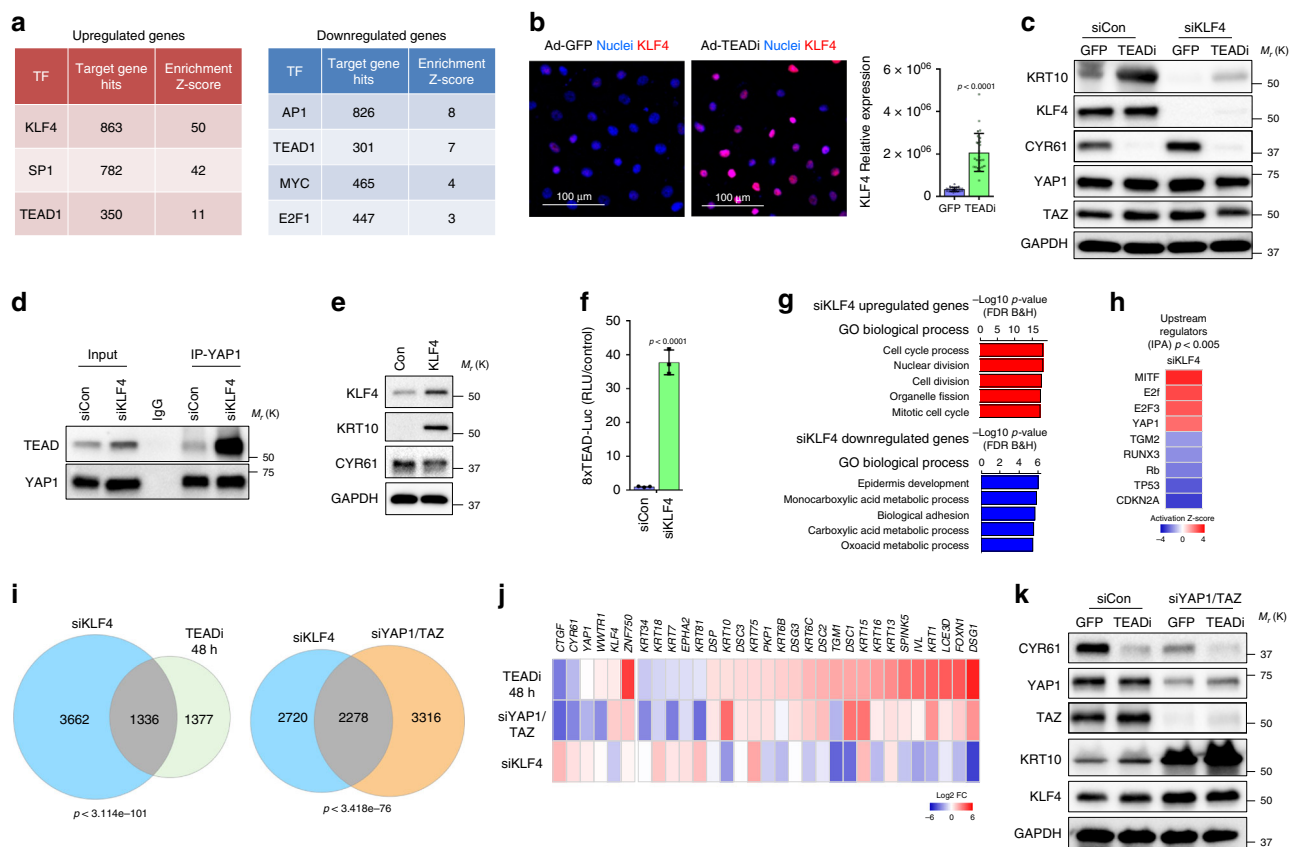 a
Upregulated genes
TF Target gene hits Enrichment Z-score
KLF4 863 50
SP1 782 42
TEAD1 350 11
Downregulated genes
TF Target gene hits Enrichment Z-score
AP1 826 8
TEAD1 301 7
MYC 465 4
E2F1 447 3
b
Ad-GFP Nuclei KLF4
Ad-TEADi Nuclei KLF4
100 µm
100 µm
KLF4 Relative expression
6 × 10^06
4 × 10^06
2 × 10^06
0
p < 0.0001
GFP TEADi
c
siCon siKLF4
GFP TEADi GFP TEADi Mr (K)
KRT10 50
KLF4 50
CYR61 37
YAP1 50
TAZ 50
GAPDH 37
d
Input IP-YAP1
siCon siKLF4 IgG siCon siKLF4 Mr (K)
TEAD 50
YAP1 75
e
Con KLF4 Mr (K)
KLF4 50
KRT10 50
CYR61 37
GAPDH 37
f
8xTEAD-Luc (RLU/control)
50
40
30
20
10
0
p < 0.0001
siCon siKLF4
g
siKLF4 upregulated genes
–Log10 p-value
(FDR B&H)
GO biological process
0 5 10 15
Cell cycle process
Nuclear division
Cell division
Organelle fission
Mitotic cell cycle
siKLF4 downregulated genes
–Log10 p-value
(FDR B&H)
GO biological process
0 2 4 6
Epidermis development
Monocarboxylic acid metabolic process
Biological adhesion
Carboxylic acid metabolic process
Oxoacid metabolic process
h
Upstream
regulators
(IPA) p < 0.005
siKLF4
MITF
E2f
E2F3
YAP1
TGM2
RUNX3
Rb
TP53
CDKN2A
Activation Z-score
–4 0 4
i
siKLF4
TEADi
48 h
3662 1336 1377
p < 3.114e–101
siKLF4 siYAP1/TAZ
2720 2278 3316
p < 3.418e–76
j
CTGF CYR61 YAP1 WWTR1 KLF4 ZNF750 KRT34 KRT18 KRT7 EPHA2 KRT81 DSP KRT10 DSC3 KRT75 PKP1 KRT6B DSG3 KRT6C DSC2 TGM1 DSC1 KRT15 KRT16 KRT13 SPINK5 IVL KRT1 LCE3D FOXN1 DSG1
TEADi
48 h
siYAP1/
TAZ
siKLF4
Log2 FC
–6 0 6
k
siCon siYAP1/TAZ
GFP TEADi GFP TEADi Mr (K)
CYR61 37
YAP1 75
TAZ 50
KRT10 50
KLF4 50
GAPDH 37